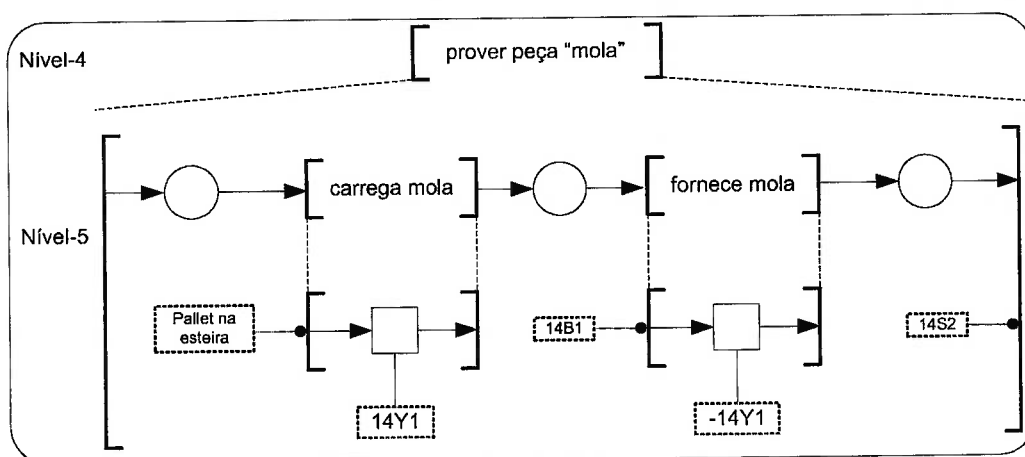 Nível-4
prover peça "mola"
carrega mola
fornece mola
Nível-5
Pallet na
esteira
14B1
14S2
14Y1
-14Y1